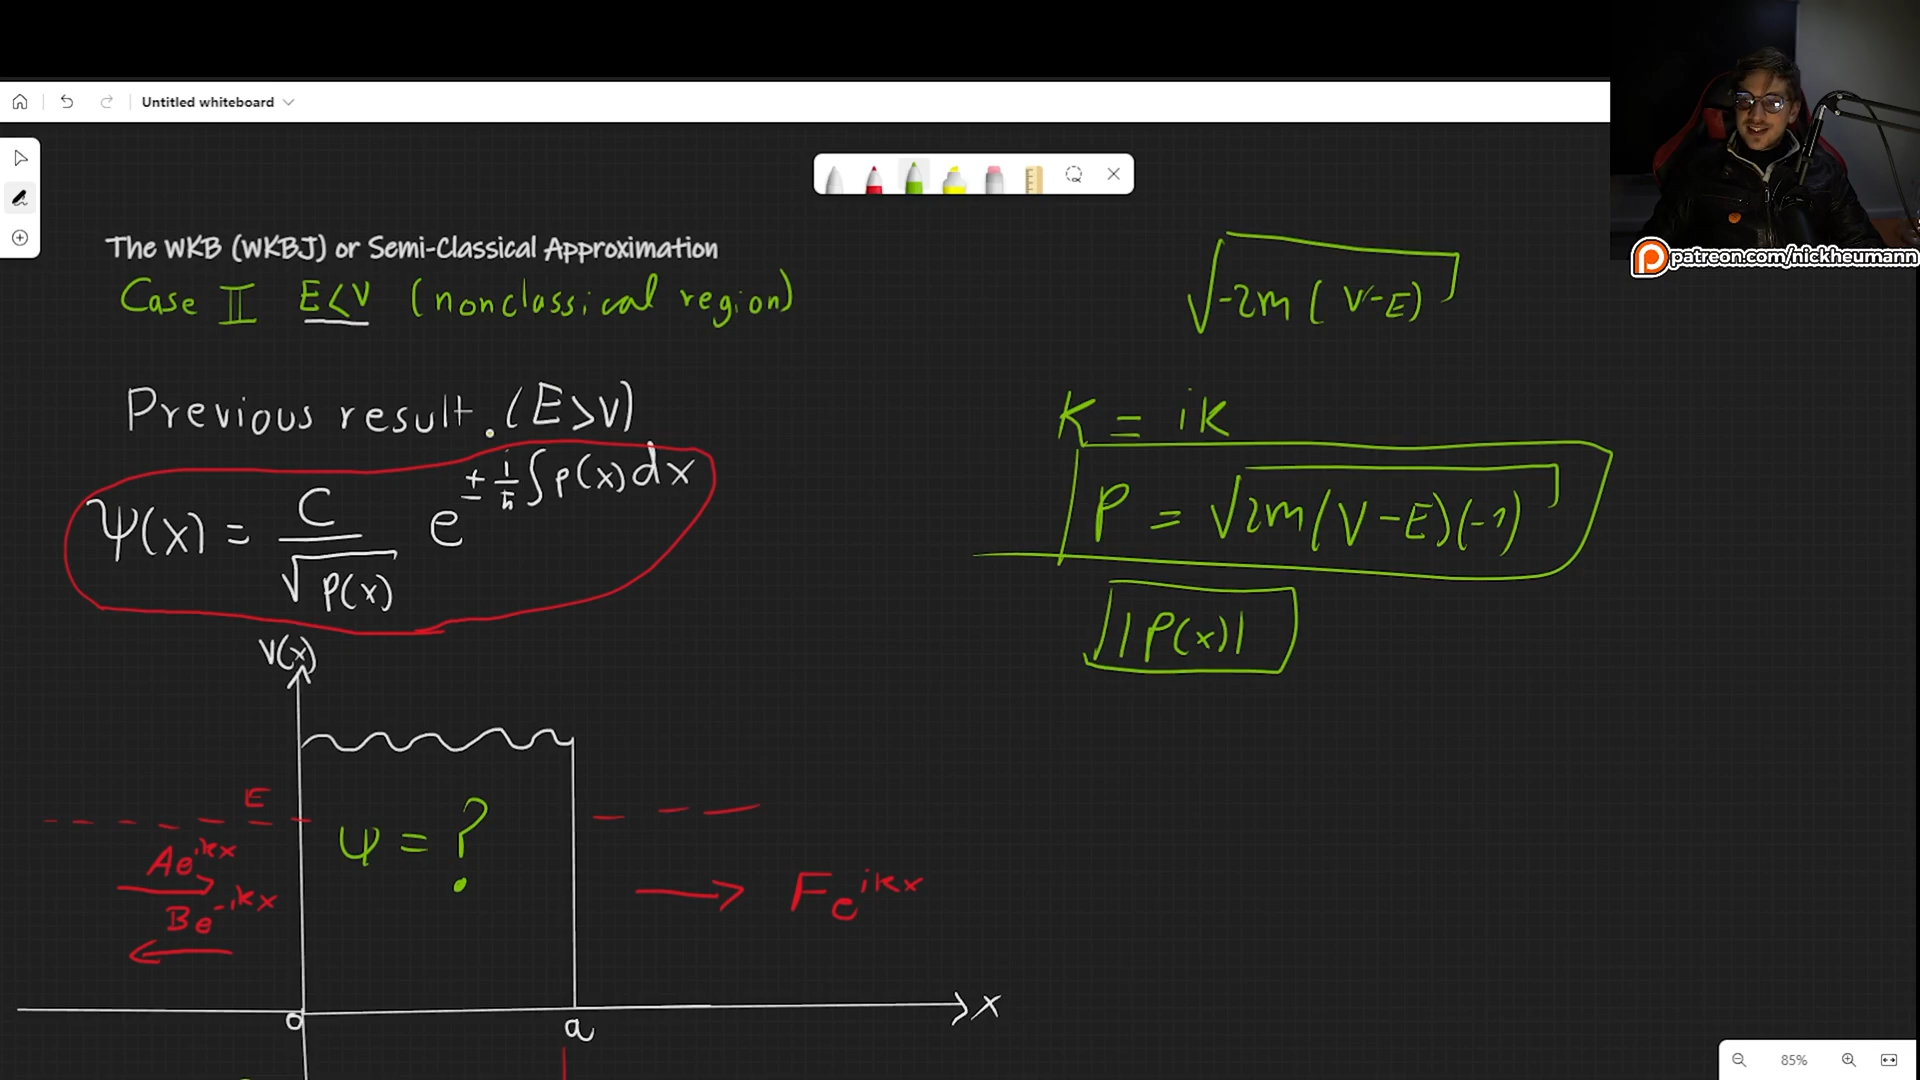 Untitled whiteboard
patreon.com/nickheumann
The WKB (WKBJ) or Semi-Classical Approximation
Case II E<V (nonclassical region)
√-2m(V-E)
Previous result. (E>V)
K = iK
ψ(x) = C/√p(x) e^{± i/ħ ∫p(x)dx}
P = √2m(V-E)(-1)
√|P(x)|
V(x)
E
ψ = ?
Ae^{ikx}
Be^{-ikx}
Fe^{ikx}
x
0
a
85%